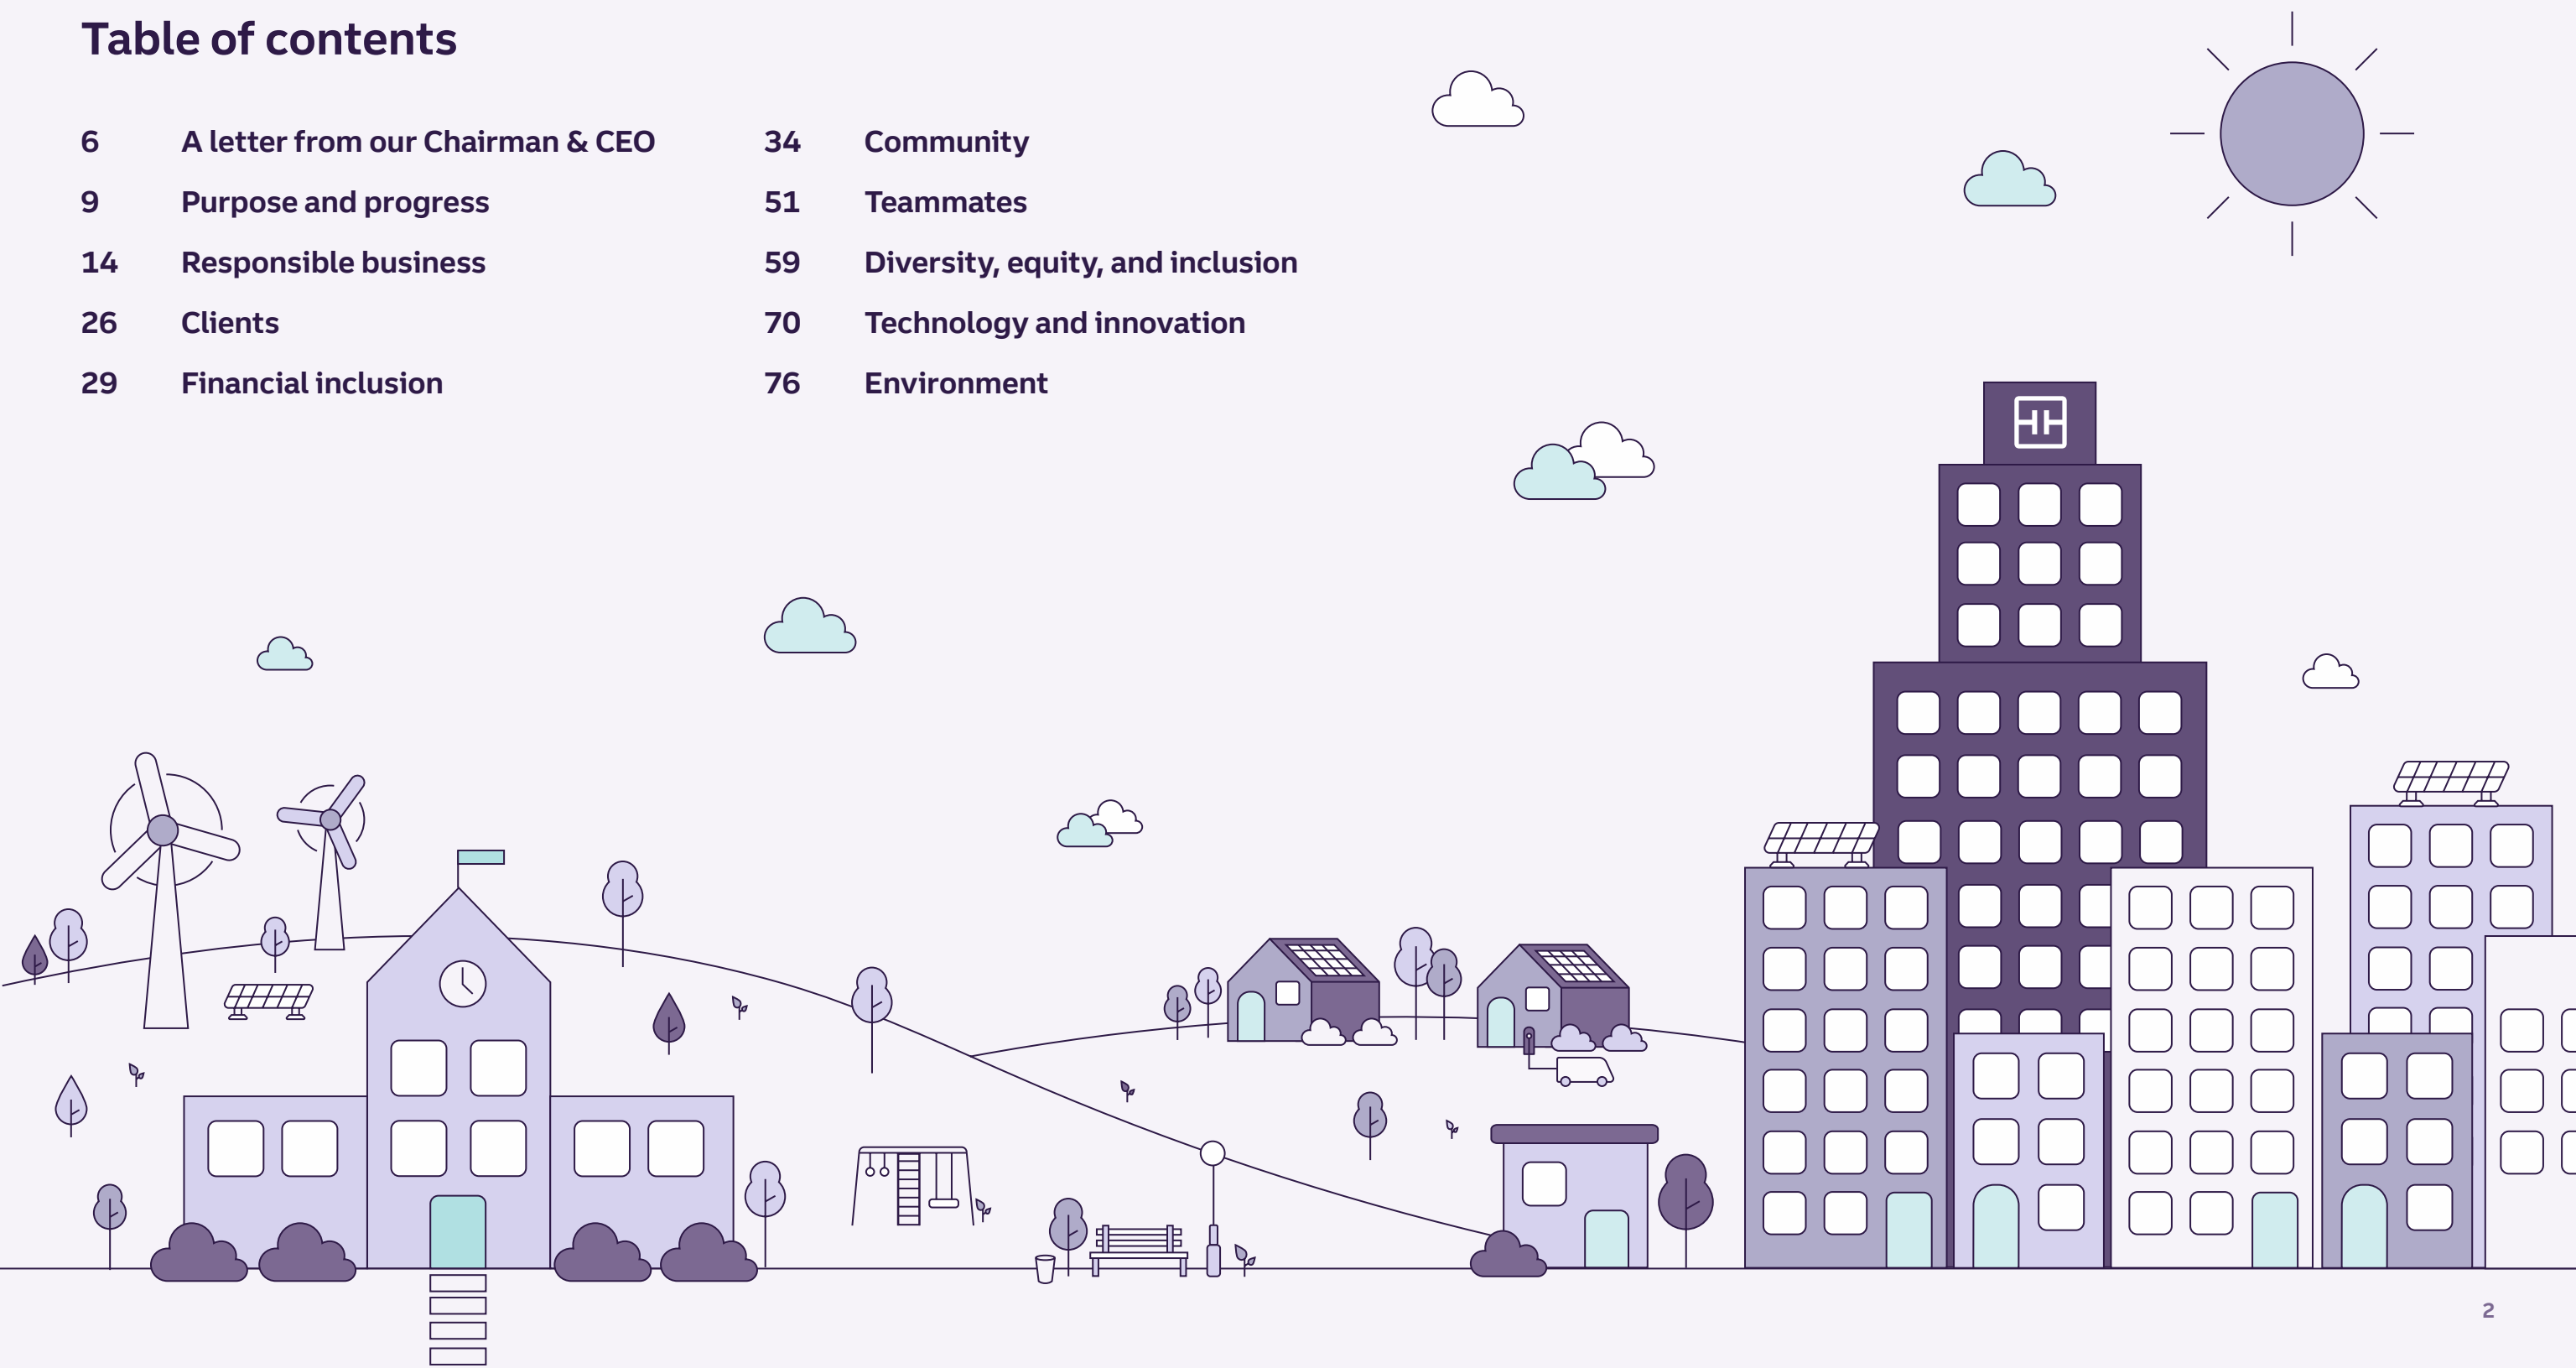 Table of contents
6 A letter from our Chairman & CEO
9 Purpose and progress
14 Responsible business
26 Clients
29 Financial inclusion
34 Community
51 Teammates
59 Diversity, equity, and inclusion
70 Technology and innovation
76 Environment
2